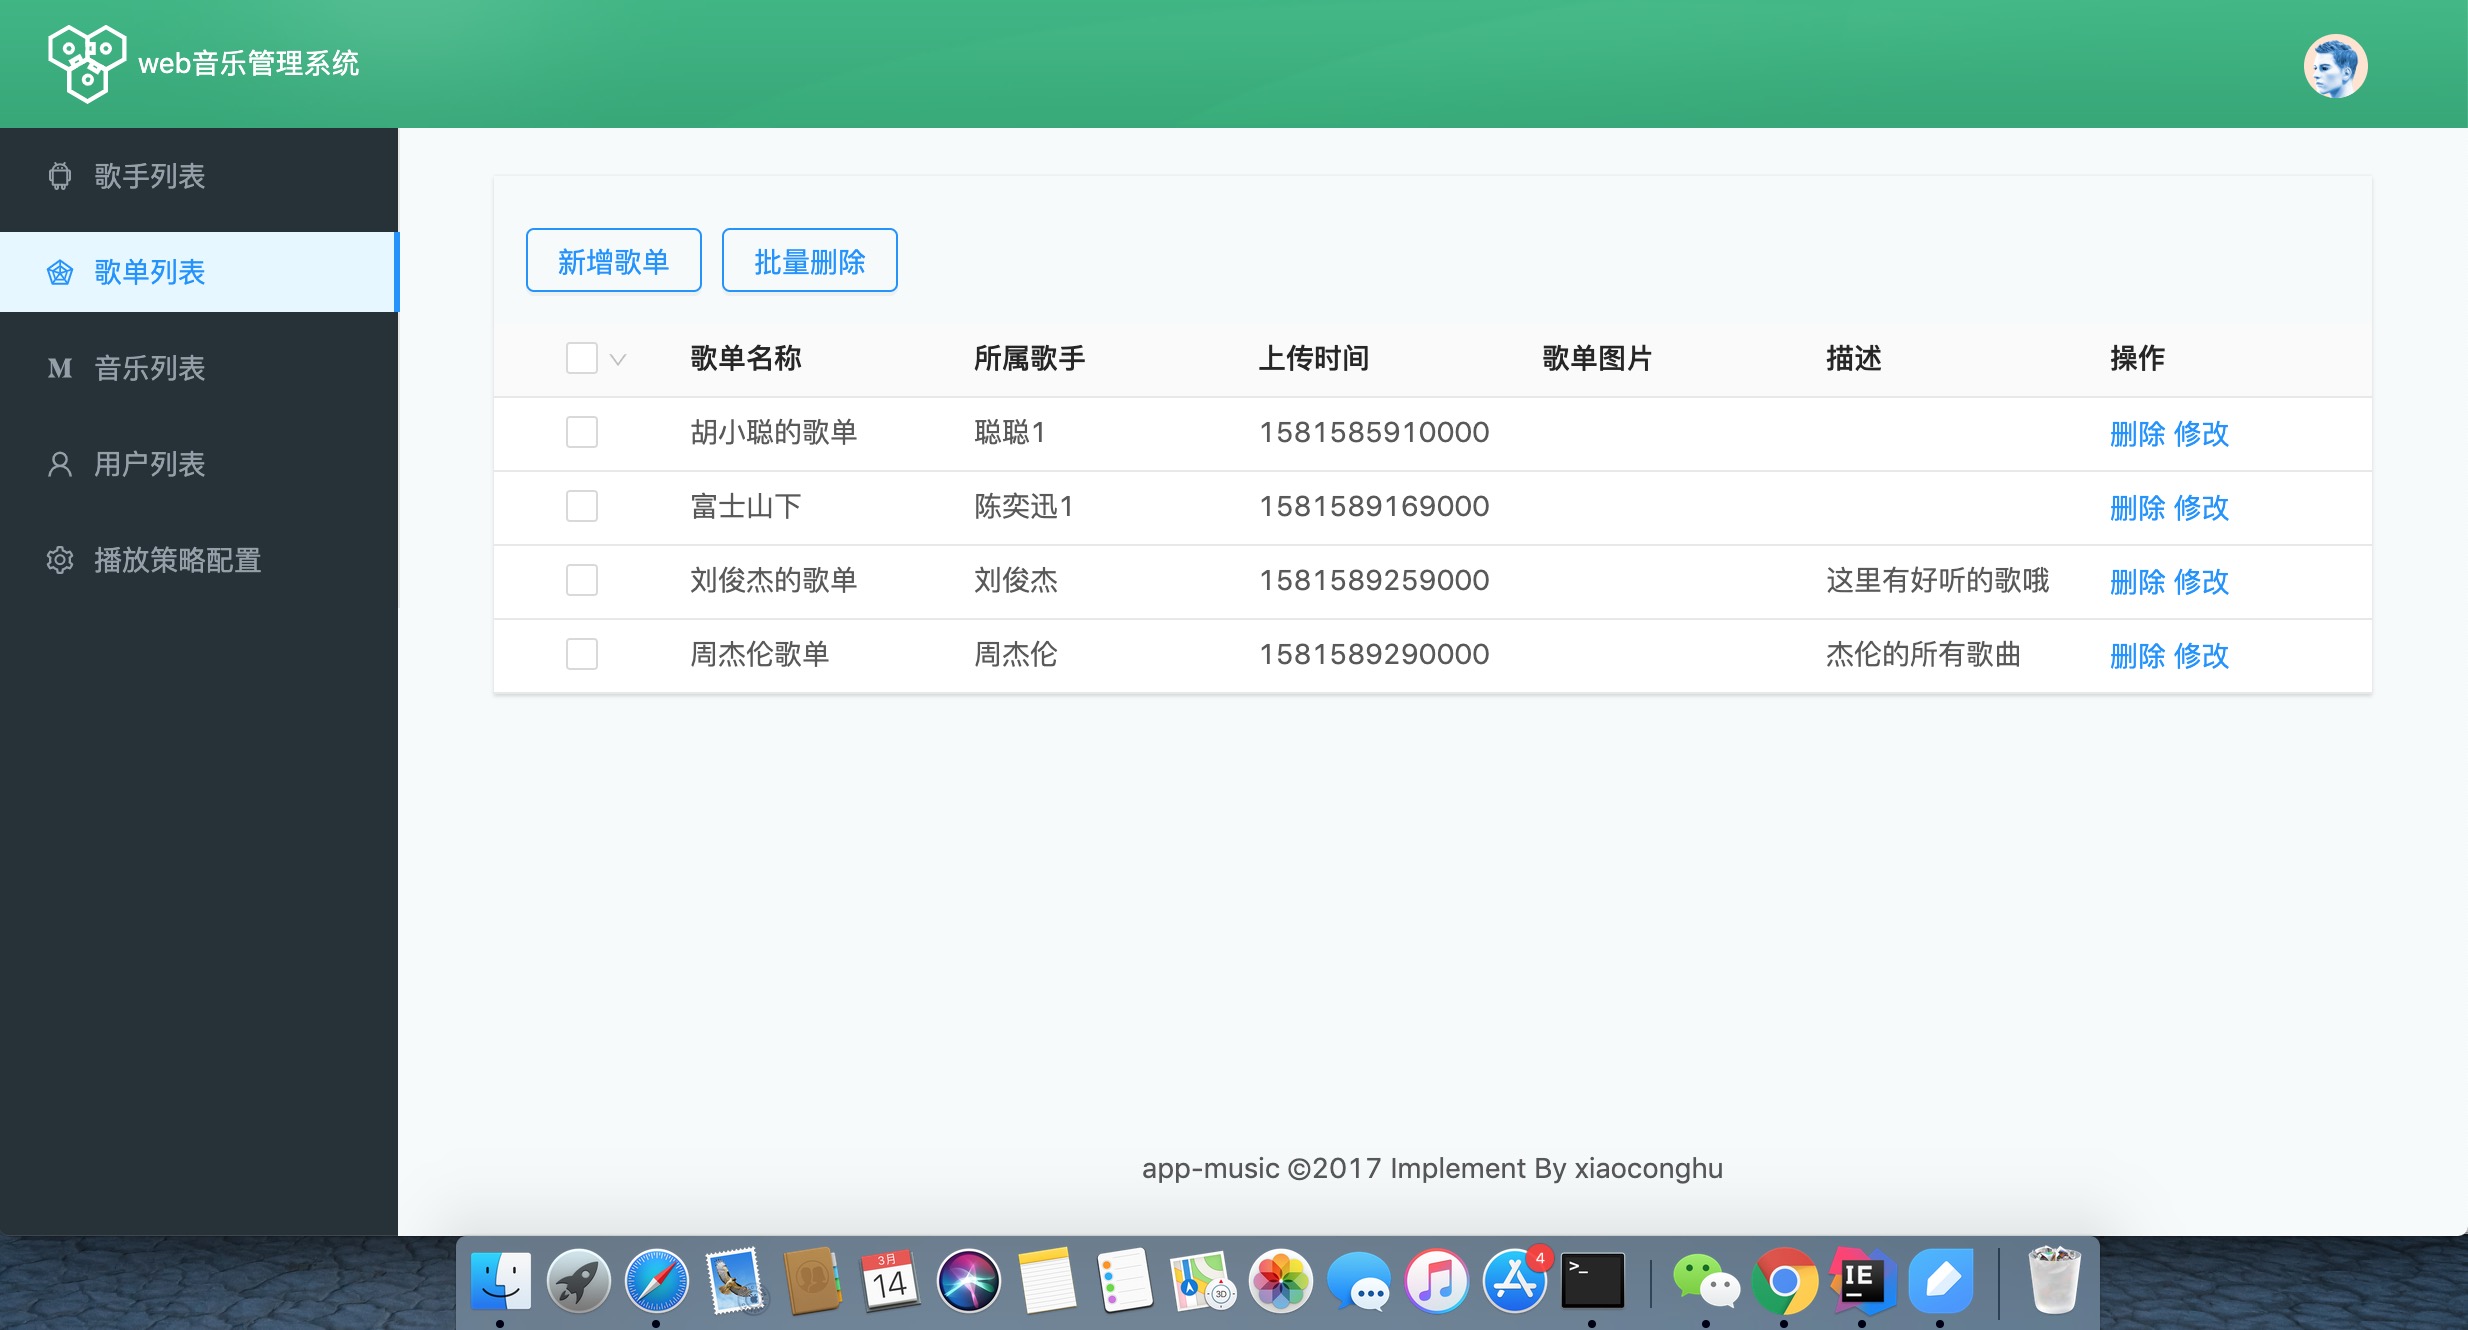 web音乐管理系统
歌手列表
歌单列表
音乐列表
用户列表
播放策略配置
新增歌单 批量删除
歌单名称 所属歌手 上传时间 歌单图片 描述 操作
胡小聪的歌单 聪聪1 1581585910000 删除 修改
富士山下 陈奕迅1 1581589169000 删除 修改
刘俊杰的歌单 刘俊杰 1581589259000 这里有好听的歌哦 删除 修改
周杰伦歌单 周杰伦 1581589290000 杰伦的所有歌曲 删除 修改
app-music ©2017 Implement By xiaoconghu
3月
14
3D
4
>_
IE